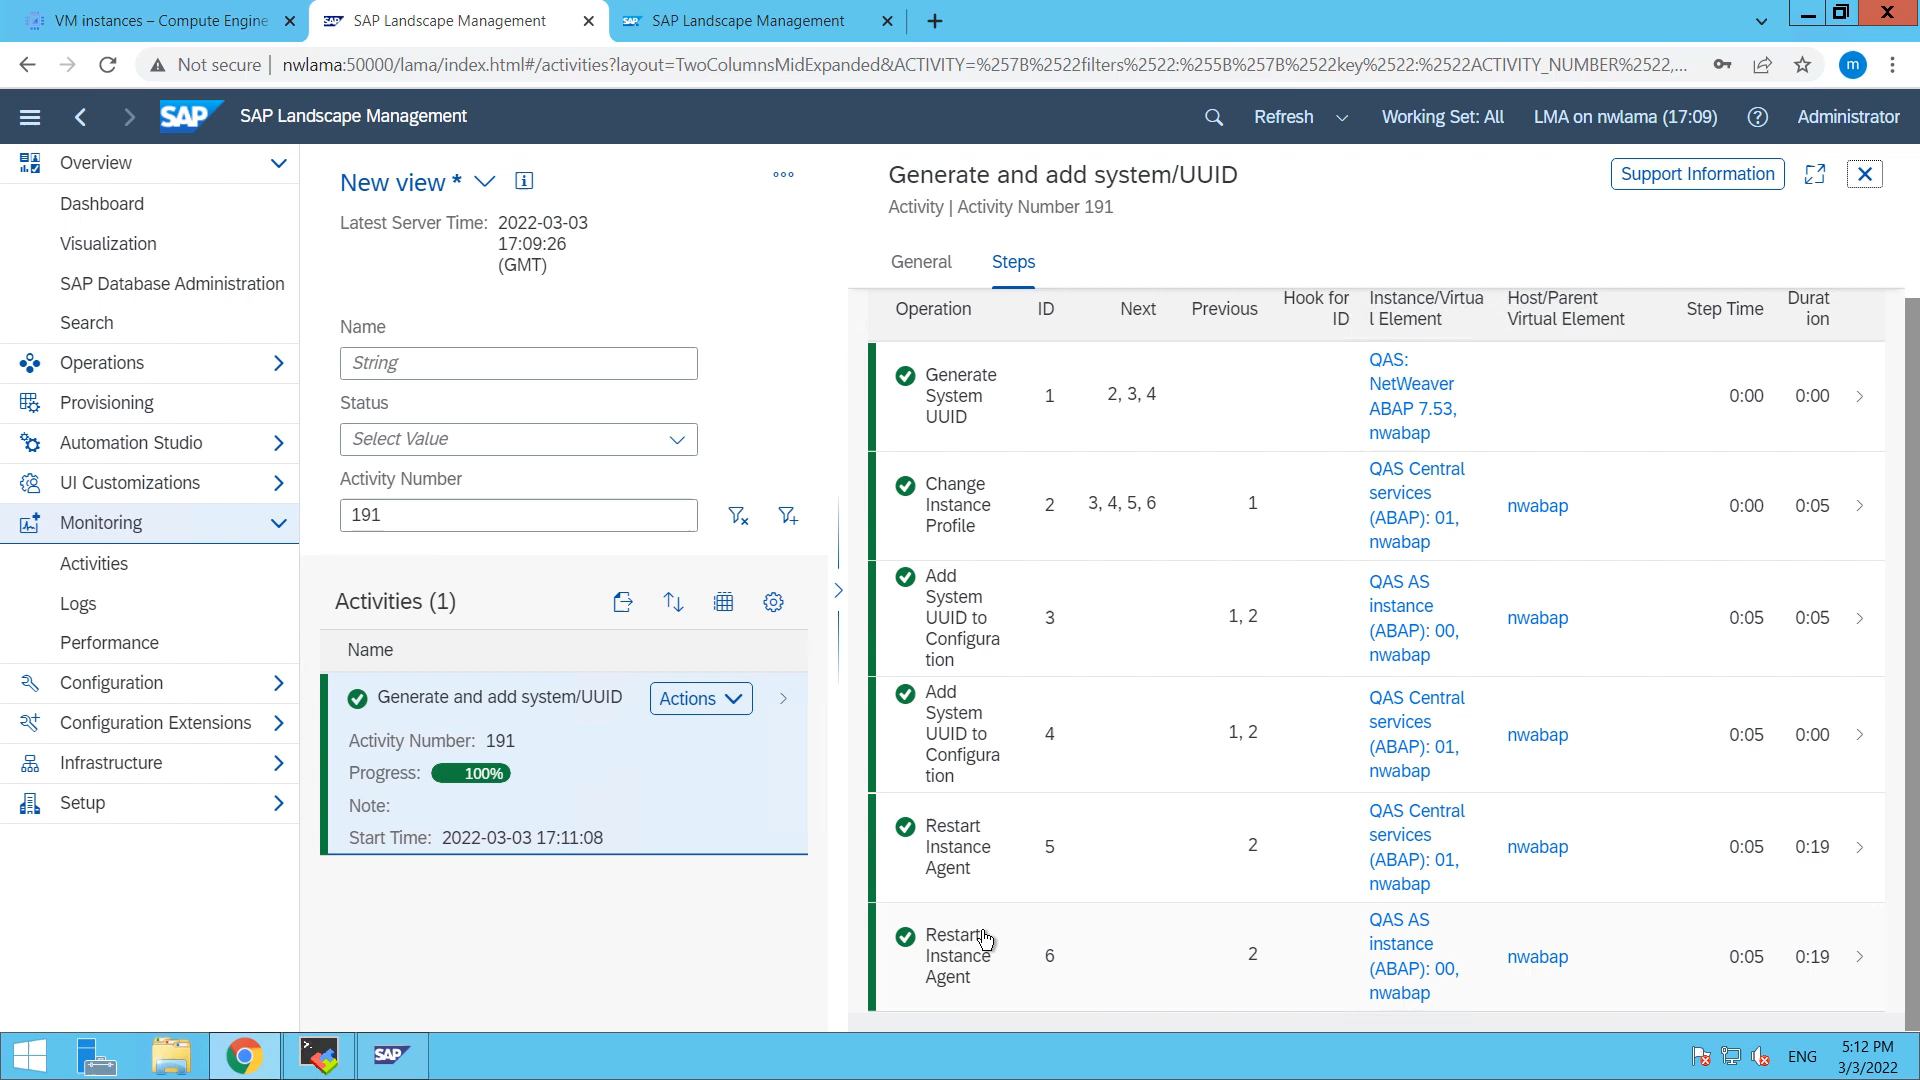 VM instances – Compute Engine
SAP Landscape Management
SAP Landscape Management
Not secure
nwlama:50000/lama/index.html#/activities?layout=TwoColumnsMidExpanded&ACTIVITY=%257B%2522filters%2522:%255B%257B%2522key%2522:%2522ACTIVITY_NUMBER%2522,...
m
SAP
SAP Landscape Management
Refresh
Working Set: All
LMA on nwlama (17:09)
Administrator
Overview
Dashboard
Visualization
SAP Database Administration
Search
Operations
Provisioning
Automation Studio
UI Customizations
Monitoring
Activities
Logs
Performance
Configuration
Configuration Extensions
Infrastructure
Setup
New view *
Latest Server Time: 2022-03-03
17:09:26
(GMT)
Name
String
Status
Select Value
Activity Number
191
Activities (1)
Name
Generate and add system/UUID
Actions
Activity Number: 191
Progress: 100%
Note:
Start Time: 2022-03-03 17:11:08
Generate and add system/UUID
Activity | Activity Number 191
Support Information
General
Steps
Operation ID Next Previous Hook for ID Instance/Virtua l Element Host/Parent Virtual Element Step Time Durat ion
Generate System UUID 1 2, 3, 4 QAS: NetWeaver ABAP 7.53, nwabap 0:00 0:00
Change Instance Profile 2 3, 4, 5, 6 1 QAS Central services (ABAP): 01, nwabap nwabap 0:00 0:05
Add System UUID to Configura tion 3 1, 2 QAS AS instance (ABAP): 00, nwabap nwabap 0:05 0:05
Add System UUID to Configura tion 4 1, 2 QAS Central services (ABAP): 01, nwabap nwabap 0:05 0:00
Restart Instance Agent 5 2 QAS Central services (ABAP): 01, nwabap nwabap 0:05 0:19
Restart Instance Agent 6 2 QAS AS instance (ABAP): 00, nwabap nwabap 0:05 0:19
SAP
ENG
5:12 PM
3/3/2022